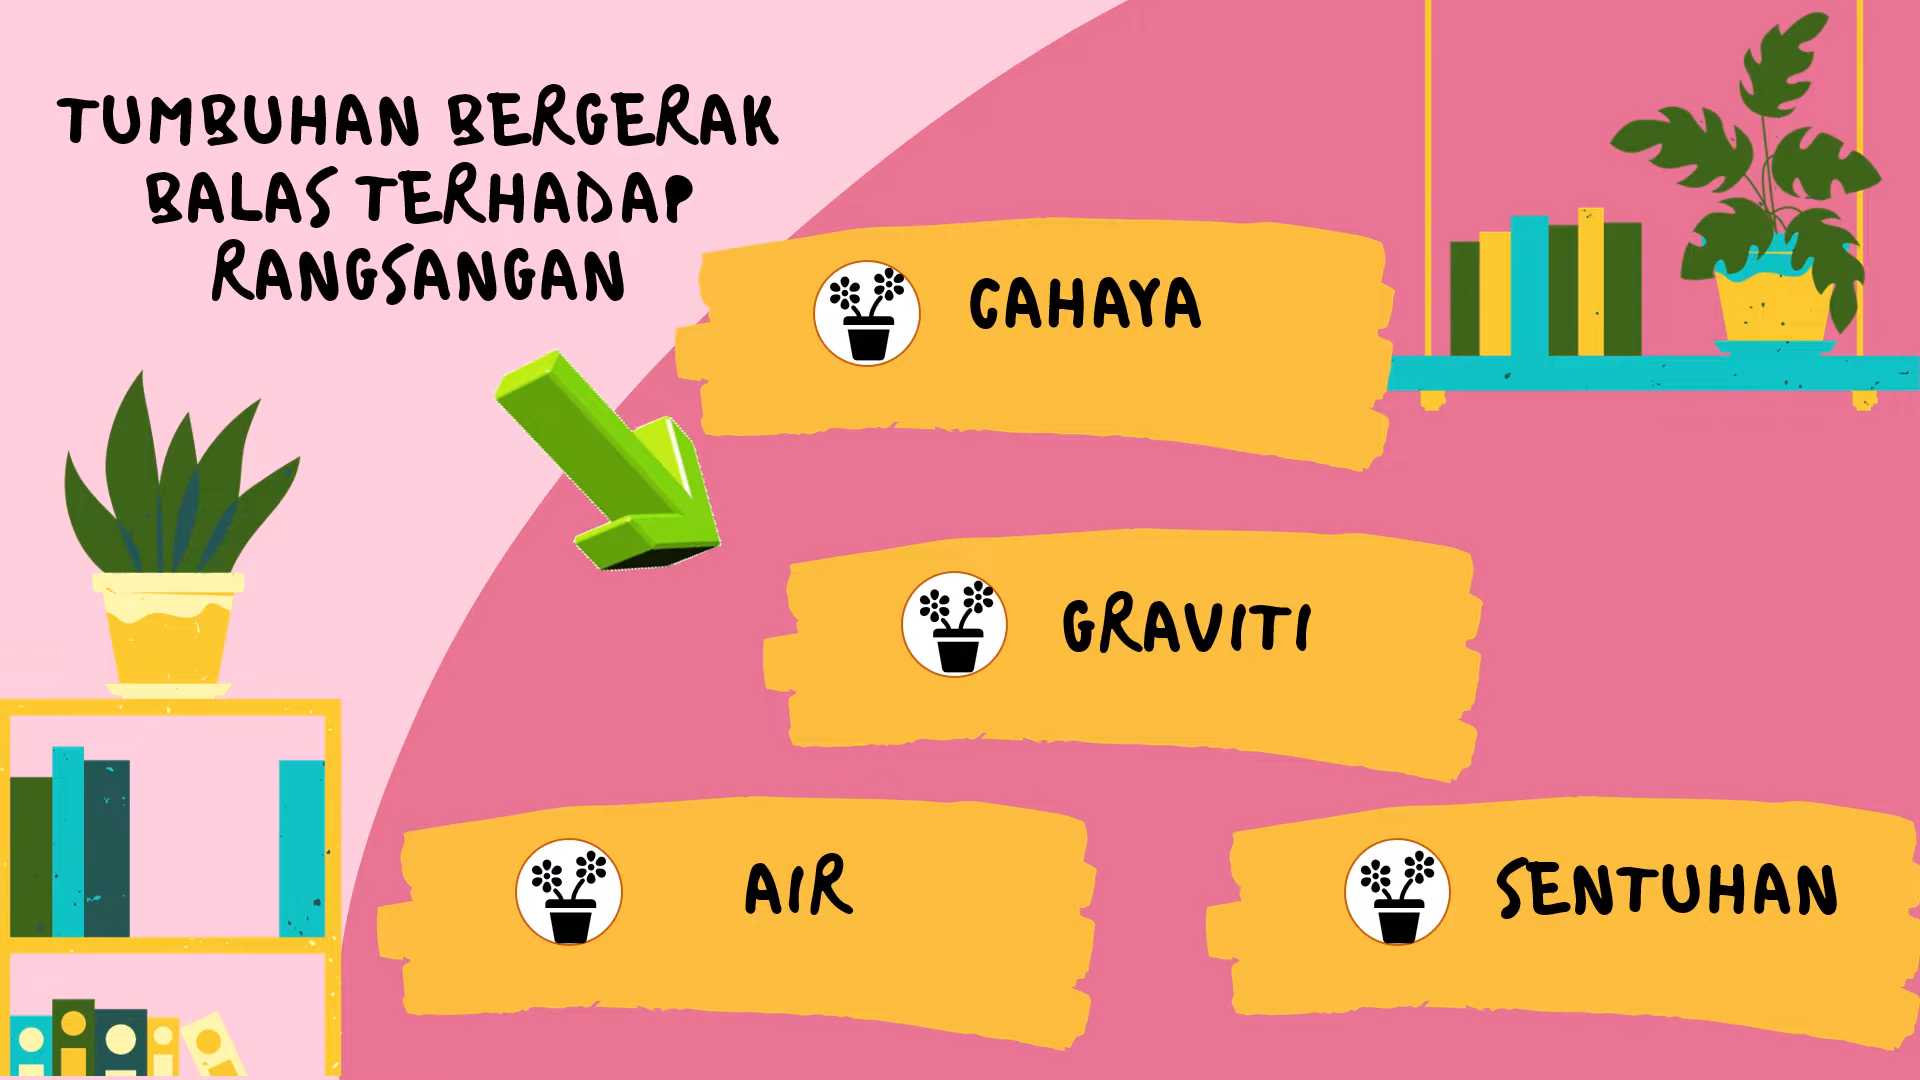 TUMBUHAN BERGERAK
BALAS TERHADAP
RANGSANGAN
CAHAYA
GRAVITI
AIR
SENTUHAN